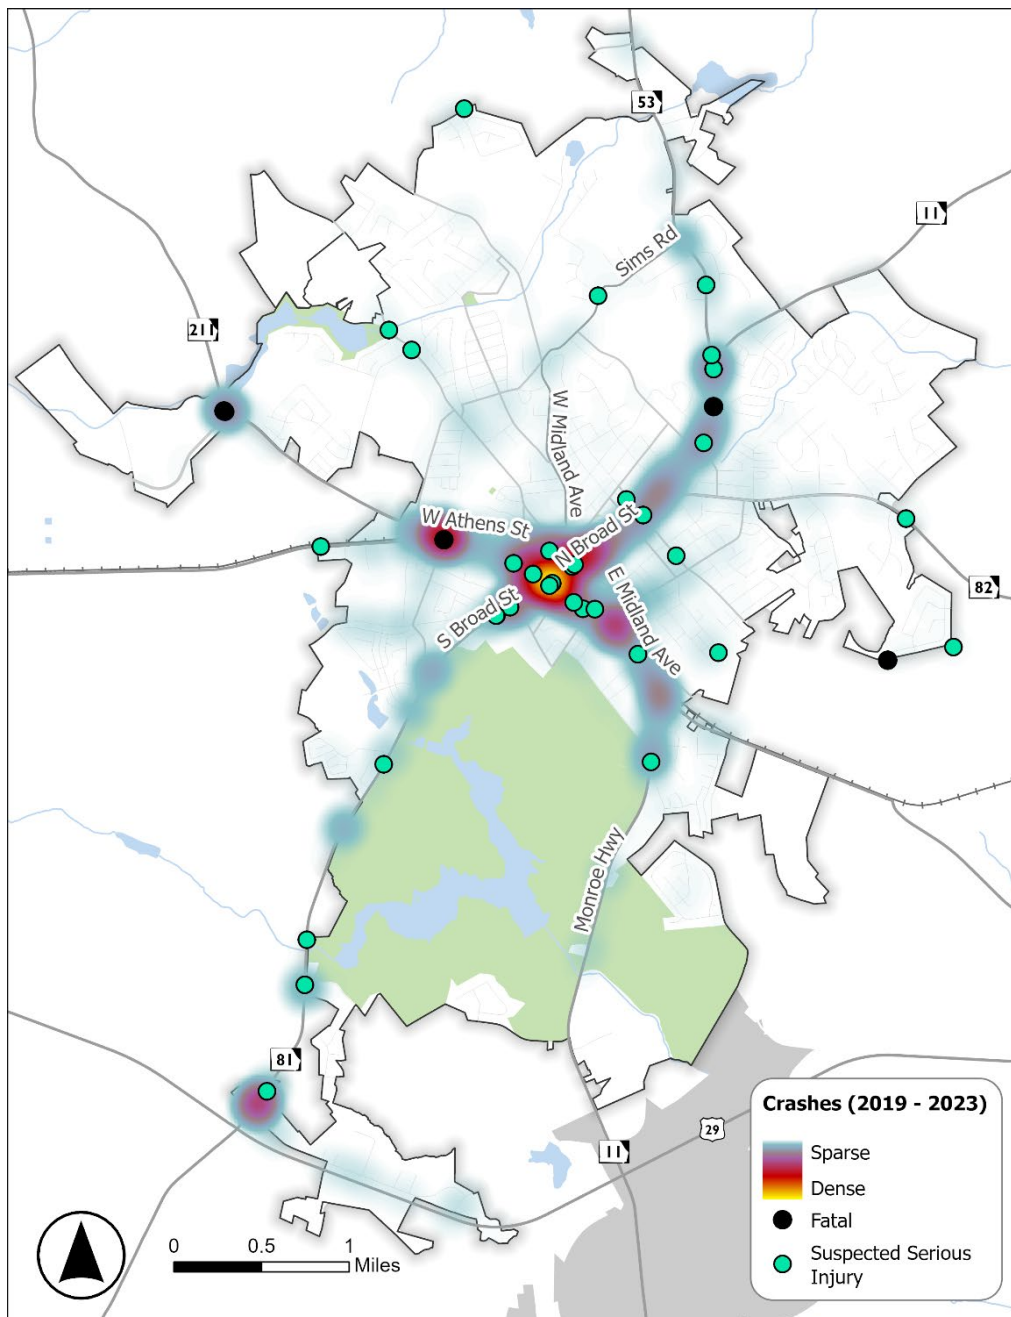 53
11
Sims Rd
211
W Midland Ave
W Athens St
N Broad St
S Broad St
E Midland Ave
82
Monroe Hwy
81
29
11
Crashes (2019 - 2023)
Sparse
Dense
Fatal
Suspected Serious
Injury
0 0.5 1
Miles